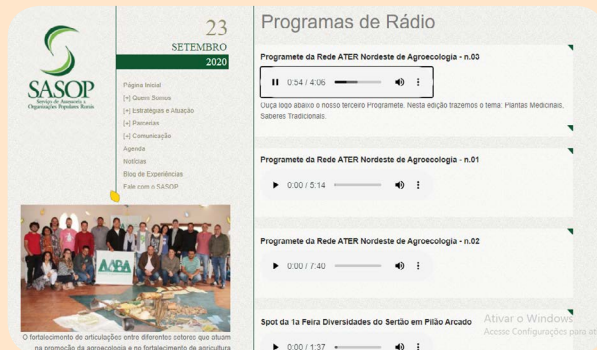 SASOP
Serviço de Assessoria a
Organizações Populares Rurais
23
SETEMBRO
2020
Página Inicial
[+] Quem Somos
[+] Estratégias e Atuação
[+] Parcerias
[+] Comunicação
Agenda
Notícias
Blog de Experiências
Fale com o SASOP
AABA
O fortalecimento de articulações entre diferentes setores que atuam
na promoção da agroecologia e no fortalecimento da agricultura
Programas de Rádio
Programete da Rede ATER Nordeste de Agroecologia - n.03
0:54 / 4:06
Ouça logo abaixo o nosso terceiro Programete. Nesta edição trazemos o tema: Plantas Medicinais,
Saberes Tradicionais.
Programete da Rede ATER Nordeste de Agroecologia - n.01
0:00 / 5:14
Programete da Rede ATER Nordeste de Agroecologia - n.02
0:00 / 7:40
Spot da 1a Feira Diversidades do Sertão em Pilão Arcado
0:00 / 1:37
Ativar o Windows
Acesse Configurações para